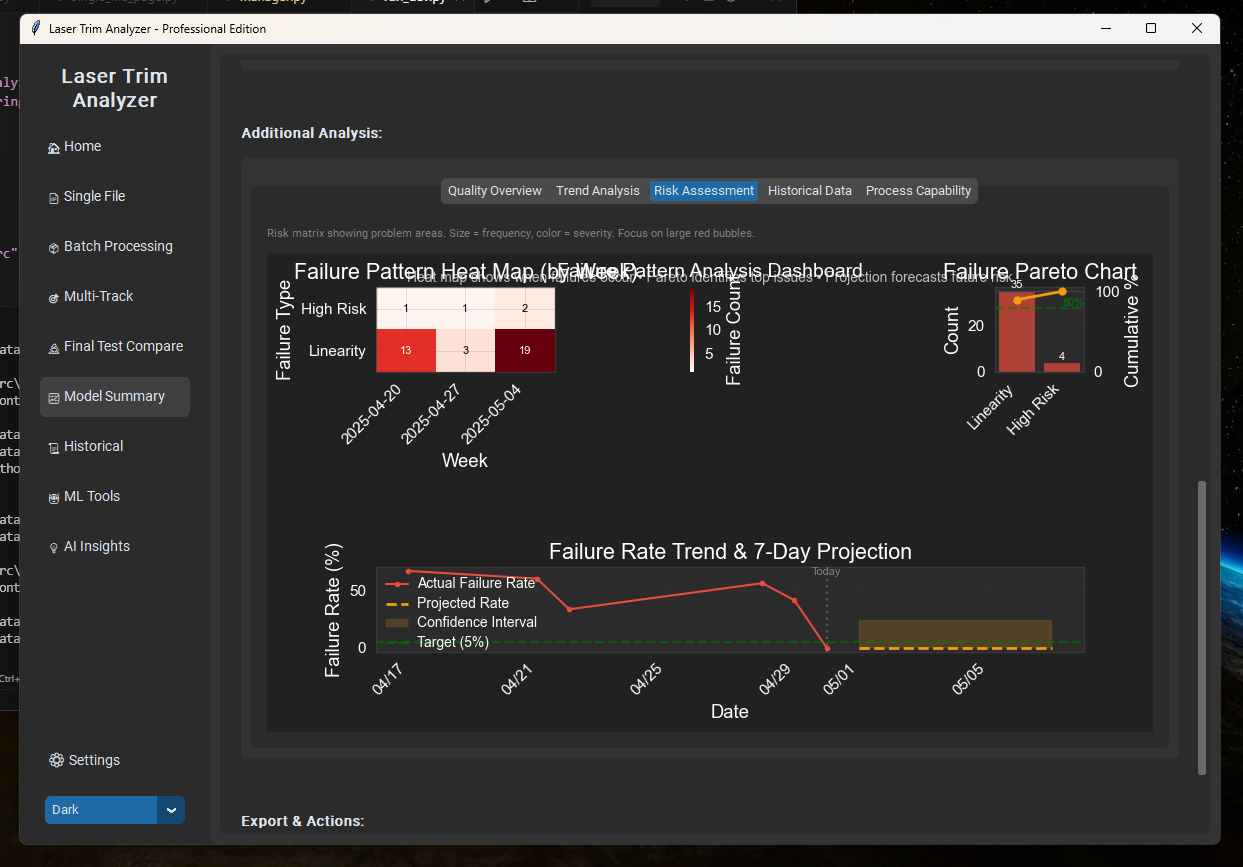 Laser Trim Analyzer - Professional Edition
Laser Trim
Analyzer
Home
Single File
Batch Processing
Multi-Track
Final Test Compare
Model Summary
Historical
ML Tools
AI Insights
Settings
Dark
Additional Analysis:
Quality Overview Trend Analysis Risk Assessment Historical Data Process Capability
Risk matrix showing problem areas. Size = frequency, color = severity. Focus on large red bubbles.
Failure Pattern Heat Map (by Week)
Failure Pattern Analysis Dashboard
Failure Pareto Chart
Heat map shows when failures occur • Pareto identifies top issues • Projection forecasts future risk
Failure Type
High Risk
Linearity
1 1 2
13 3 19
2025-04-20 2025-04-27 2025-05-04
Week
15
10
5
Failure Count
Count
20
0
35
4
80%
100
0
Cumulative %
Linearity High Risk
Failure Rate Trend & 7-Day Projection
Failure Rate (%)
50
0
Today
Actual Failure Rate
Projected Rate
Confidence Interval
Target (5%)
04/17 04/21 04/25 04/29 05/01 05/05
Date
Export & Actions: